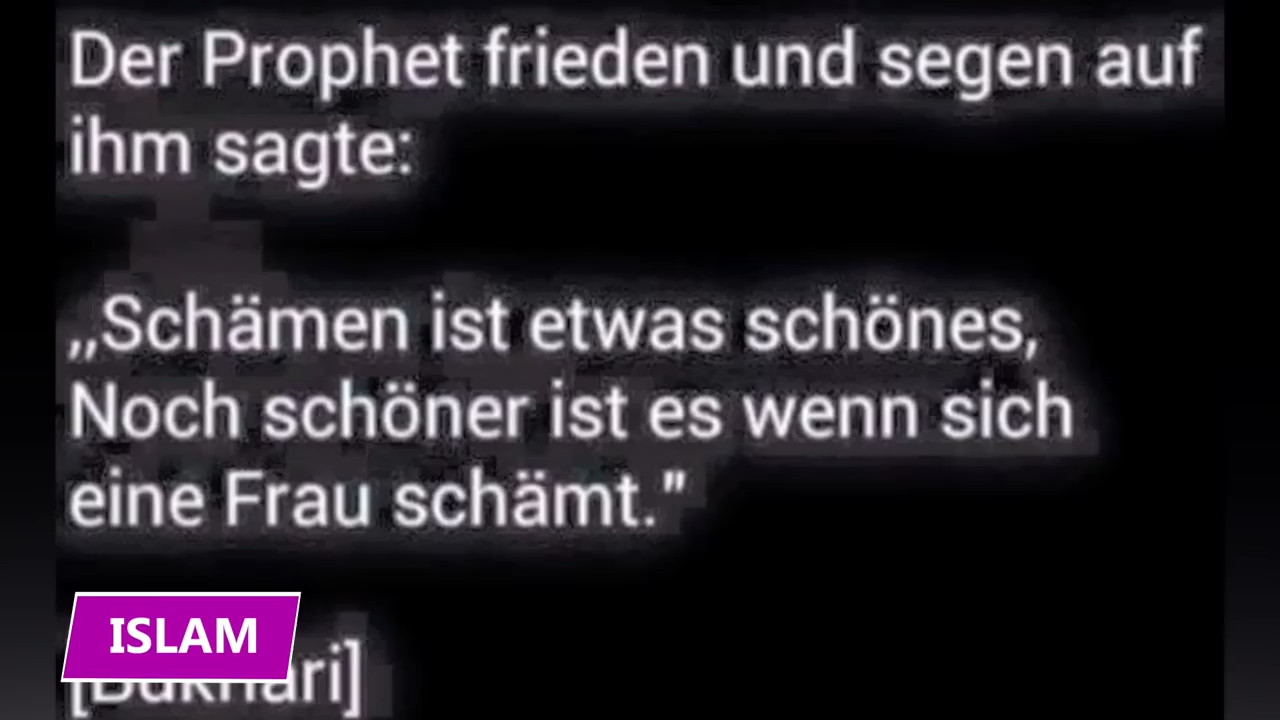 Der Prophet frieden und segen auf
ihm sagte:
,,Schämen ist etwas schönes,
Noch schöner ist es wenn sich
eine Frau schämt."
ISLAM
[Bukhari]